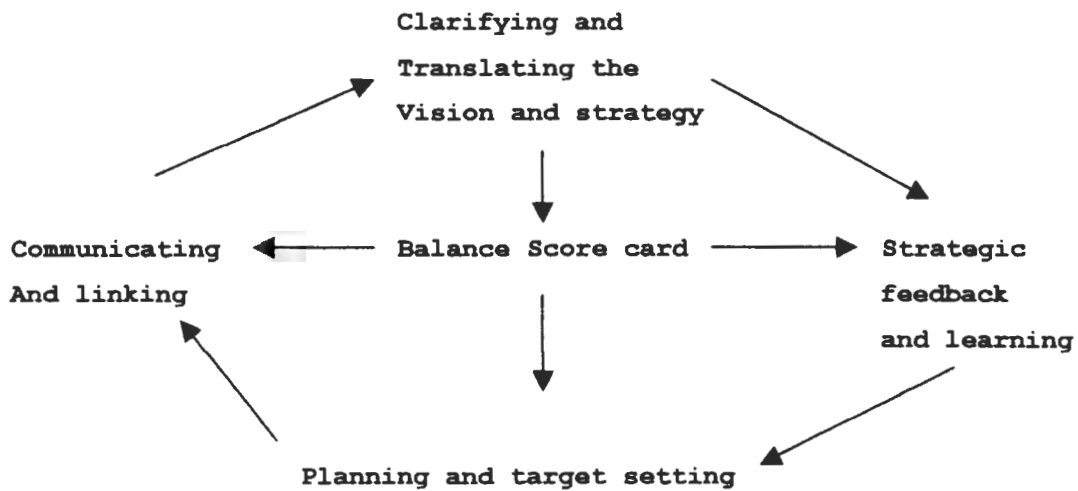 Clarifying and
Translating the
Vision and strategy
Communicating
And linking
Balance Score card
Strategic
feedback
and learning
Planning and target setting